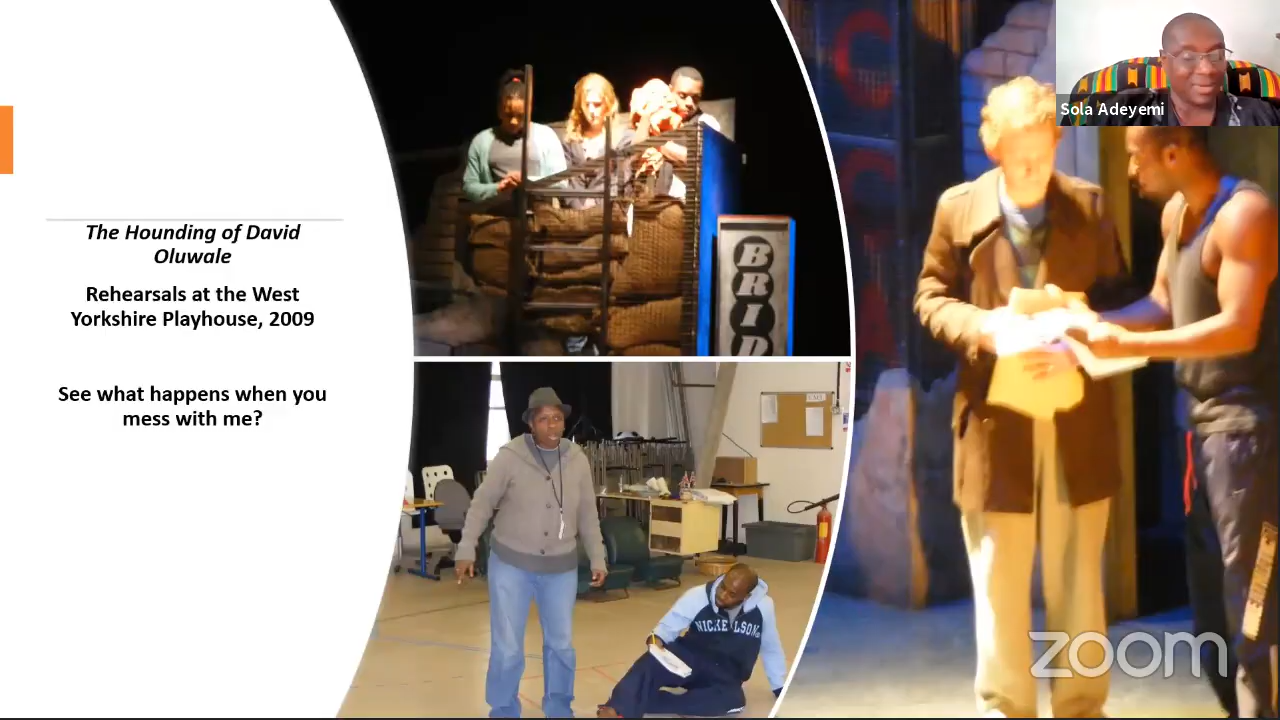 The Hounding of David
Oluwale
Rehearsals at the West
Yorkshire Playhouse, 2009
See what happens when you
mess with me?
BRID
Sola Adeyemi
zoom